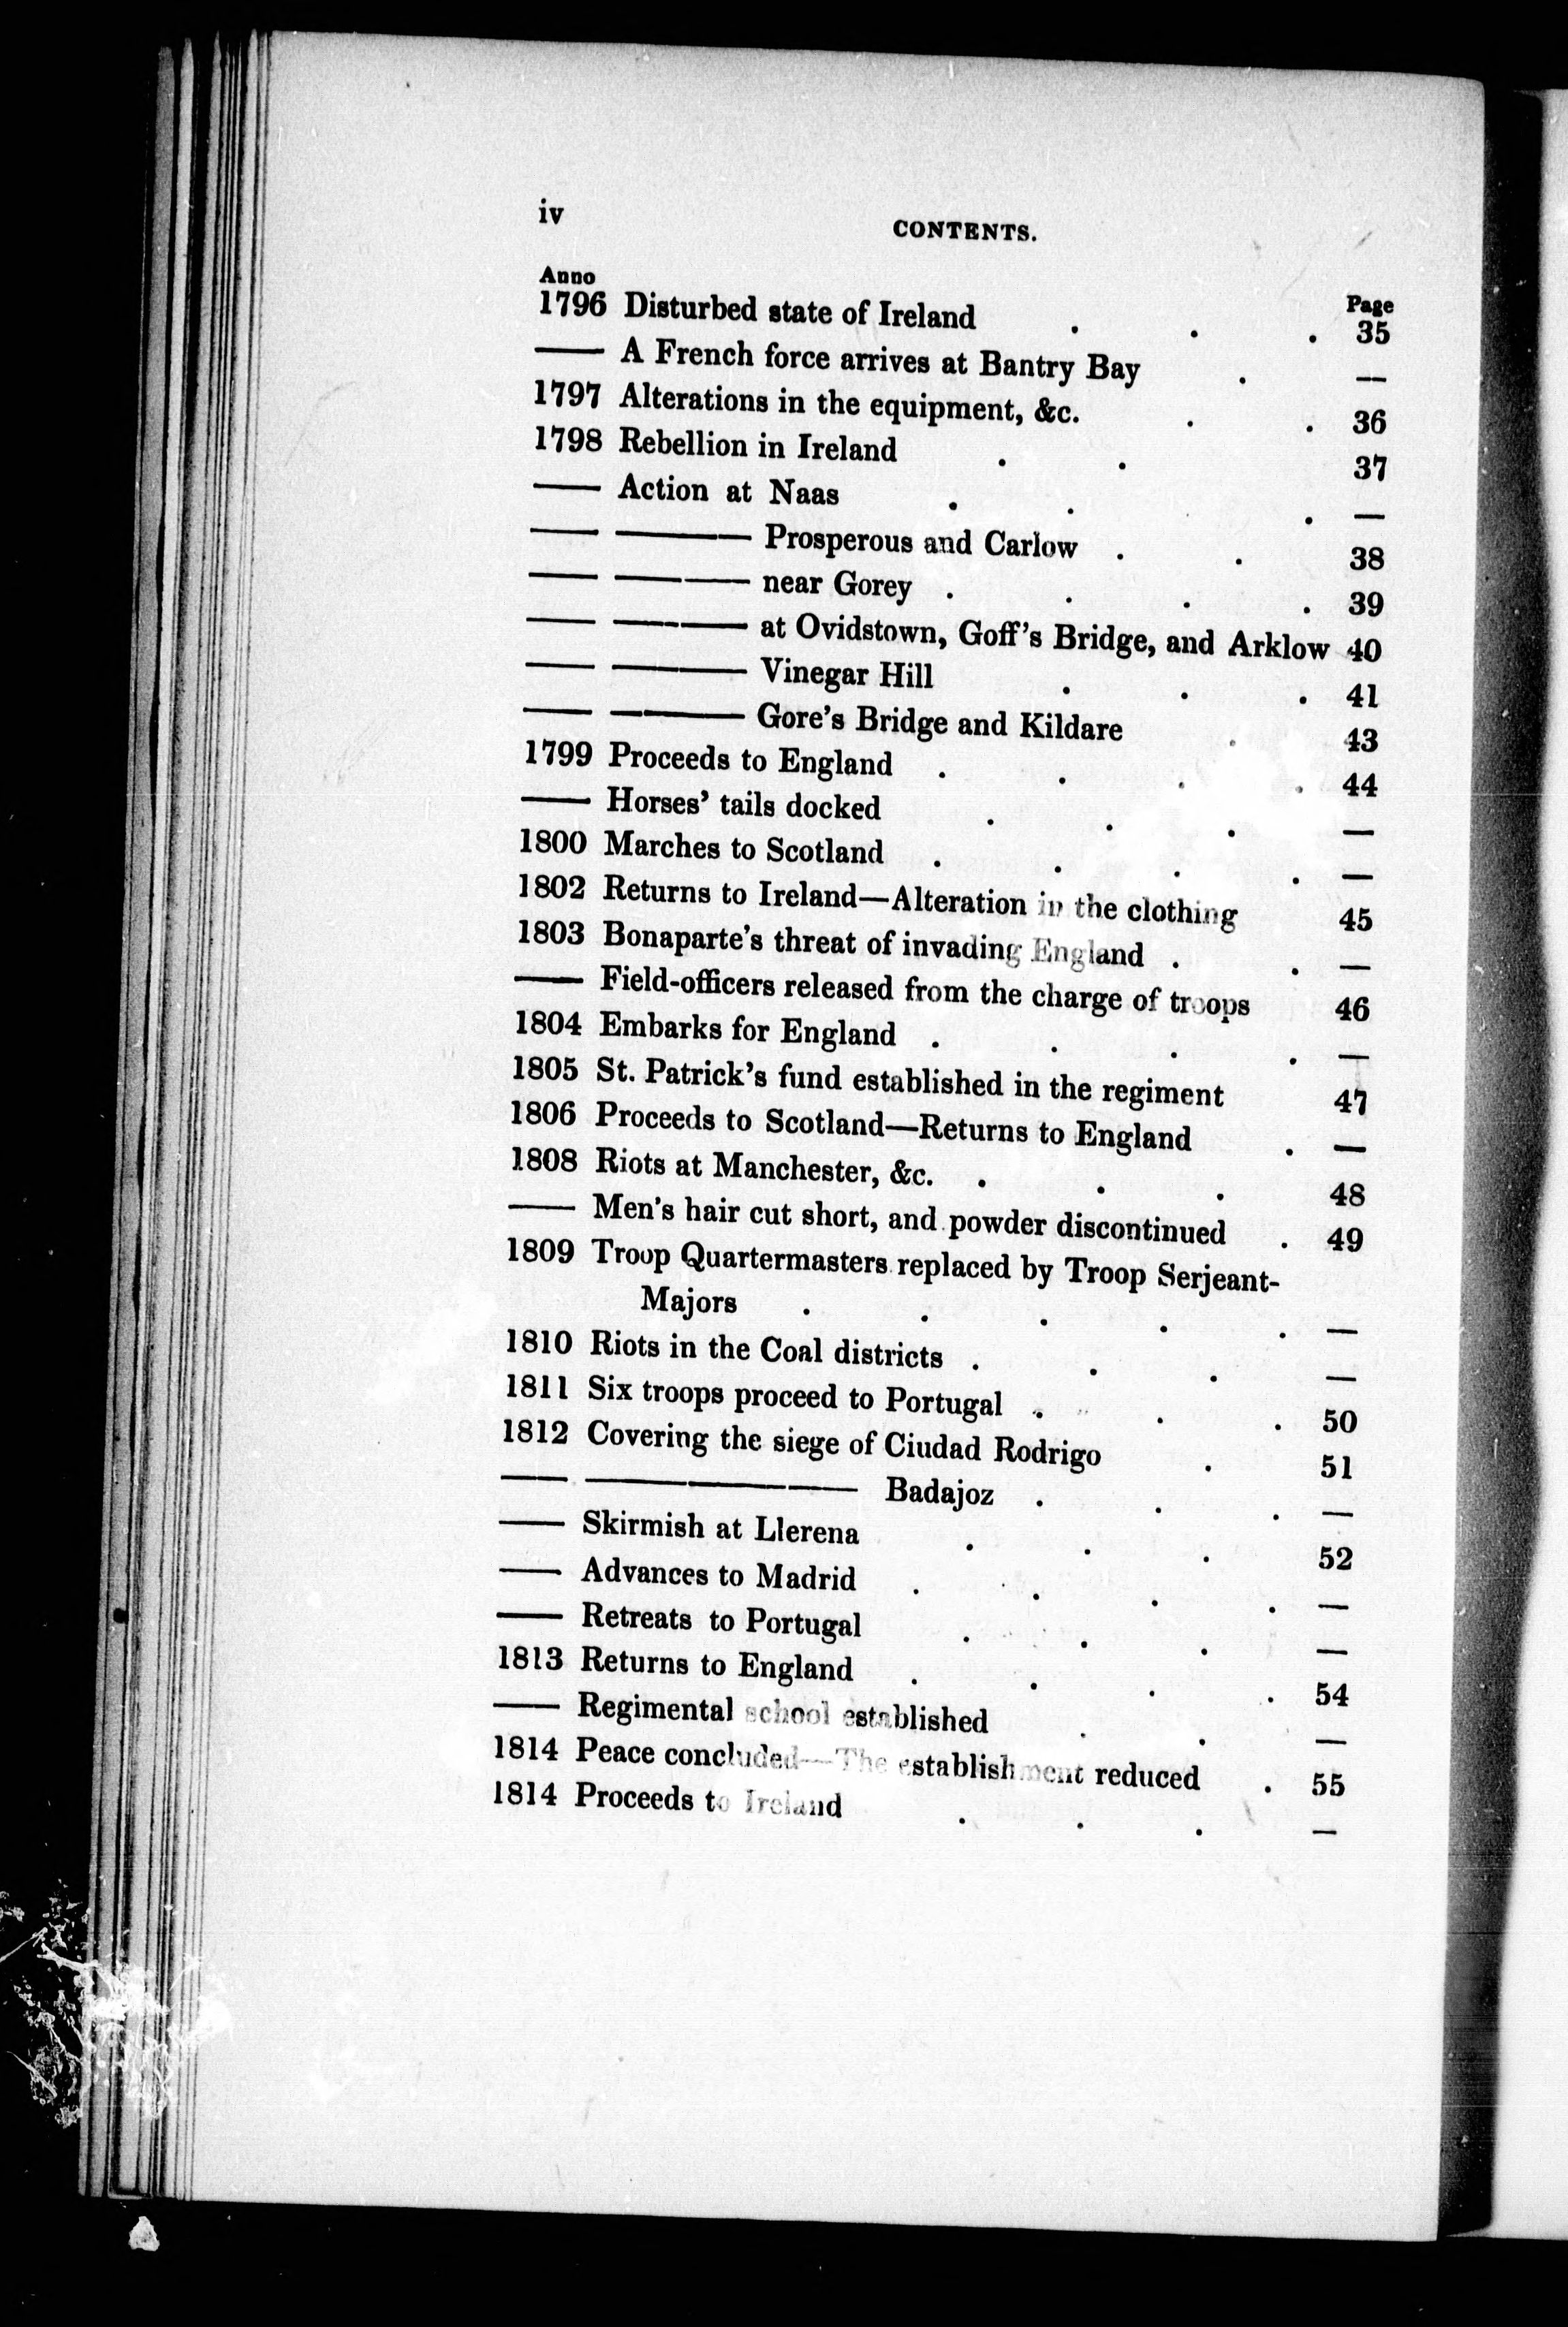 iv
CONTENTS.
Anno
Page
1796 Disturbed state of Ireland . . . 35
—— A French force arrives at Bantry Bay . —
1797 Alterations in the equipment, &c. . . 36
1798 Rebellion in Ireland . . 37
—— Action at Naas . . . —
—— ———— Prosperous and Carlow . . 38
—— ———— near Gorey . . . . 39
—— ———— at Ovidstown, Goff's Bridge, and Arklow 40
—— ———— Vinegar Hill . . . 41
—— ———— Gore's Bridge and Kildare . 43
1799 Proceeds to England . . . . 44
—— Horses' tails docked . . . —
1800 Marches to Scotland . . . . —
1802 Returns to Ireland—Alteration in the clothing 45
1803 Bonaparte's threat of invading England . . —
—— Field-officers released from the charge of troops 46
1804 Embarks for England . . . . —
1805 St. Patrick's fund established in the regiment 47
1806 Proceeds to Scotland—Returns to England . —
1808 Riots at Manchester, &c. . . . 48
—— Men's hair cut short, and powder discontinued . 49
1809 Troop Quartermasters replaced by Troop Serjeant-
Majors . . . . . —
1810 Riots in the Coal districts . . . —
1811 Six troops proceed to Portugal . . . 50
1812 Covering the siege of Ciudad Rodrigo . 51
—— ———————— Badajoz . . . —
—— Skirmish at Llerena . . . 52
—— Advances to Madrid . . . . —
—— Retreats to Portugal . . . —
1813 Returns to England . . . . 54
—— Regimental school established . . —
1814 Peace concluded—The establishment reduced . 55
1814 Proceeds to Ireland . . . —